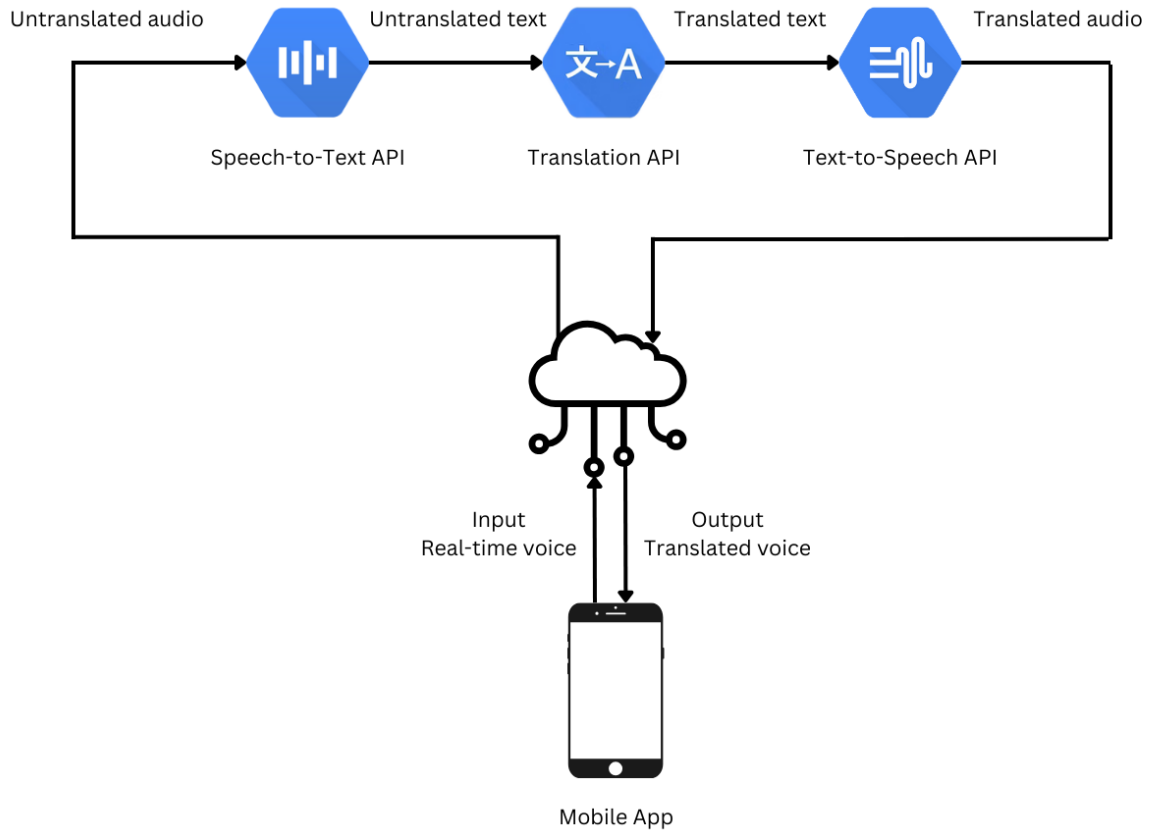 Untranslated audio
Untranslated text
Translated text
Translated audio
文→A
Speech-to-Text API
Translation API
Text-to-Speech API
Input
Real-time voice
Output
Translated voice
Mobile App